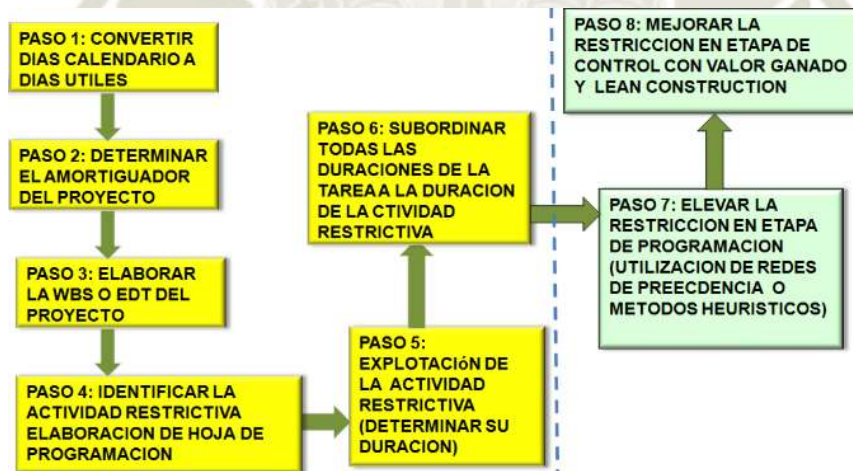 PASO 1: CONVERTIR
DIAS CALENDARIO A
DIAS UTILES
PASO 2: DETERMINAR
EL AMORTIGUADOR
DEL PROYECTO
PASO 3: ELABORAR
LA WBS O EDT DEL
PROYECTO
PASO 4: IDENTIFICAR LA
ACTIVIDAD RESTRICTIVA
ELABORACION DE HOJA DE
PROGRAMACION
PASO 5:
EXPLOTACIóN DE
LA ACTIVIDAD
RESTRICTIVA
(DETERMINAR SU
DURACION)
PASO 6: SUBORDINAR
TODAS LAS
DURACIONES DE LA
TAREA A LA DURACION
DE LA CTIVIDAD
RESTRICTIVA
PASO 7: ELEVAR LA
RESTRICCION EN ETAPA
DE PROGRAMACION
(UTILIZACION DE REDES
DE PREECDENCIA O
METODOS HEURISTICOS)
PASO 8: MEJORAR LA
RESTRICCION EN ETAPA DE
CONTROL CON VALOR GANADO
Y LEAN CONSTRUCTION